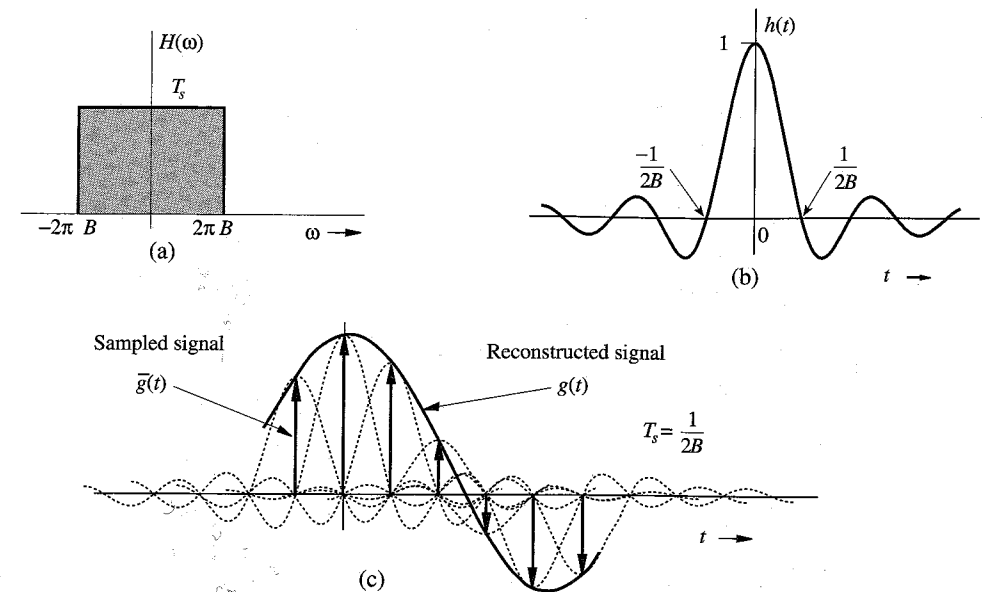 H(ω)
T_s
−2π B
2π B
ω
(a)
h(t)
1
−1/2B
1/2B
0
t
(b)
Sampled signal
g̅(t)
Reconstructed signal
g(t)
T_s = 1/2B
t
(c)